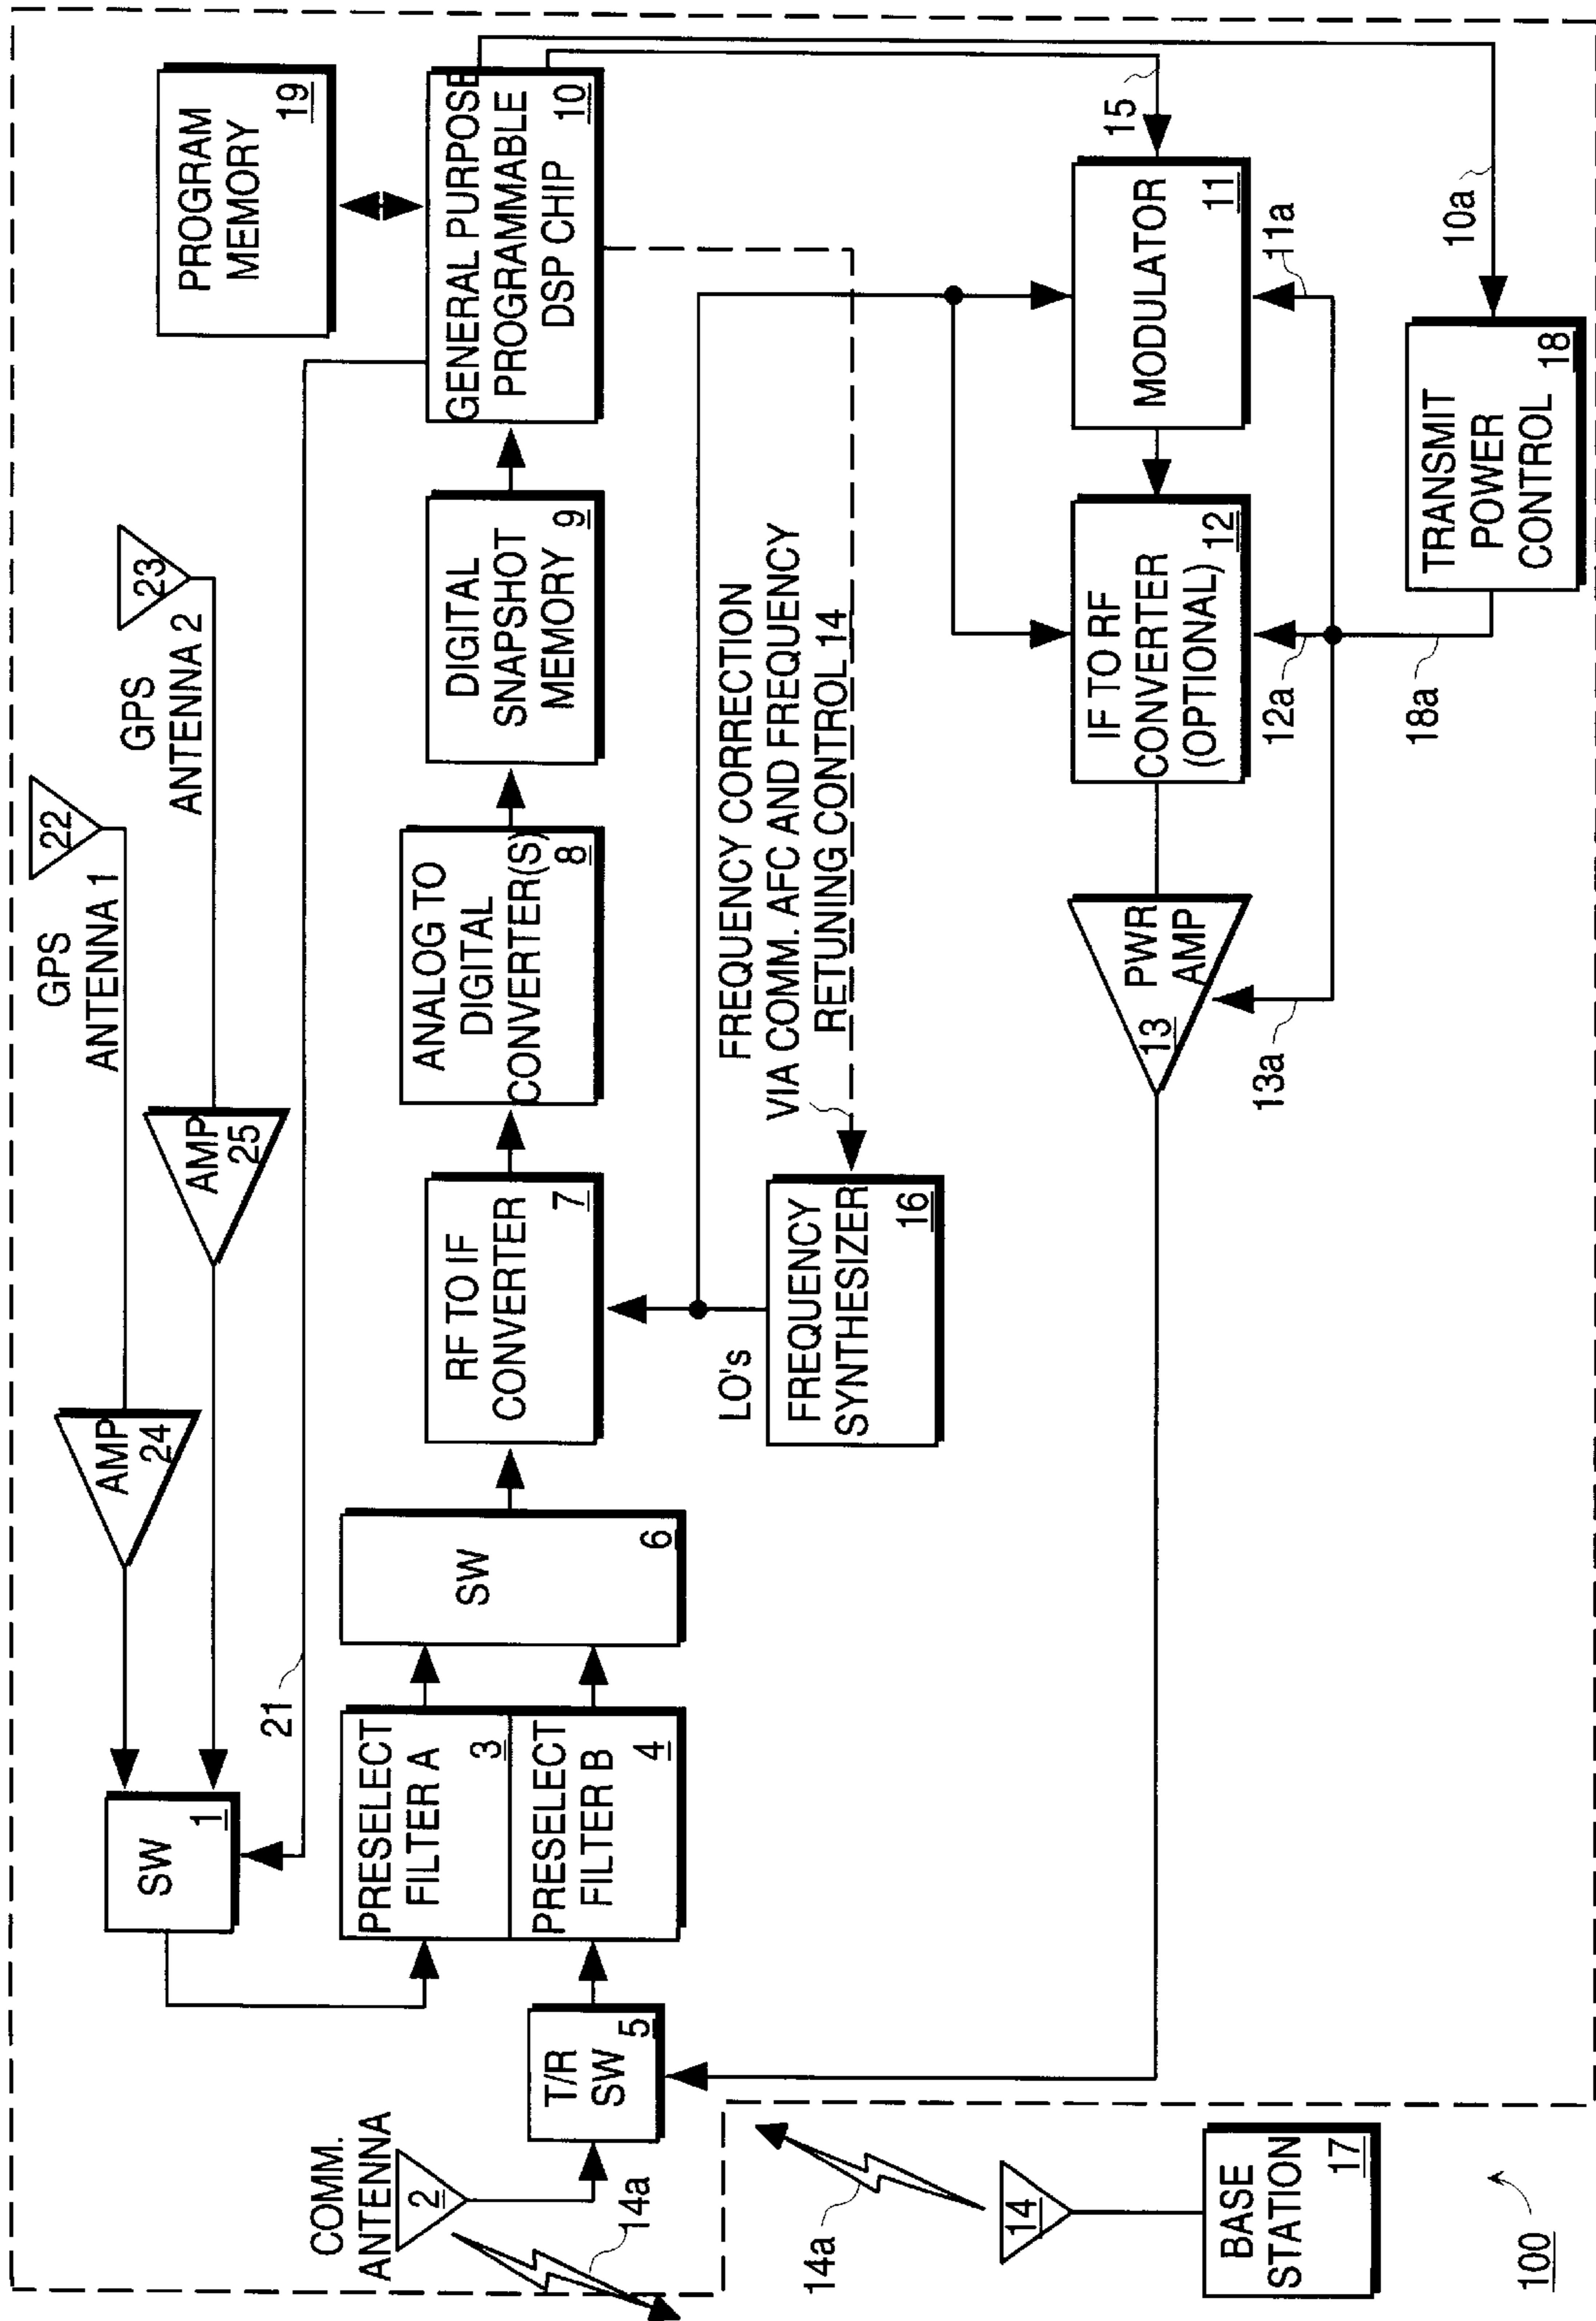 GPS
ANTENNA 1
22
GPS
ANTENNA 2
23
AMP
24
AMP
25
SW
1
21
PROGRAM
MEMORY
19
COMM.
ANTENNA
2
14a
T/R
SW
5
PRESELECT
FILTER A
3
PRESELECT
FILTER B
4
SW
6
RF TO IF
CONVERTER
7
ANALOG TO
DIGITAL
CONVERTER(S)
8
DIGITAL
SNAPSHOT
MEMORY
9
GENERAL PURPOSE
PROGRAMMABLE
DSP CHIP
10
LO's
FREQUENCY
SYNTHESIZER
16
FREQUENCY CORRECTION
VIA COMM. AFC AND FREQUENCY
RETUNING CONTROL 14
14a
14
BASE
STATION
17
PWR
AMP
13
13a
IF TO RF
CONVERTER
(OPTIONAL)
12
12a
MODULATOR
11
11a
15
10a
18a
TRANSMIT
POWER
CONTROL
18
100